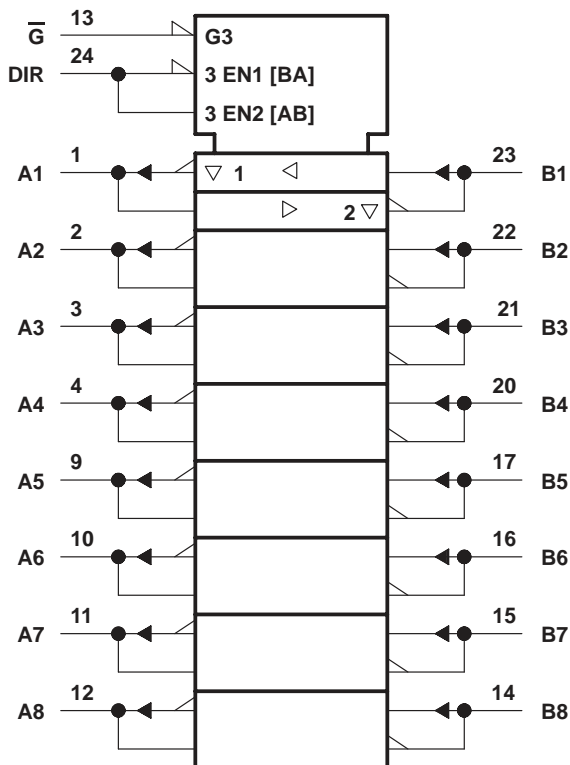 G̅ 13 G3
DIR 24 3 EN1 [BA]
3 EN2 [AB]
A1 1 ▽ 1 ◁ 23 B1
▷ 2 ▽
A2 2 22 B2
A3 3 21 B3
A4 4 20 B4
A5 9 17 B5
A6 10 16 B6
A7 11 15 B7
A8 12 14 B8